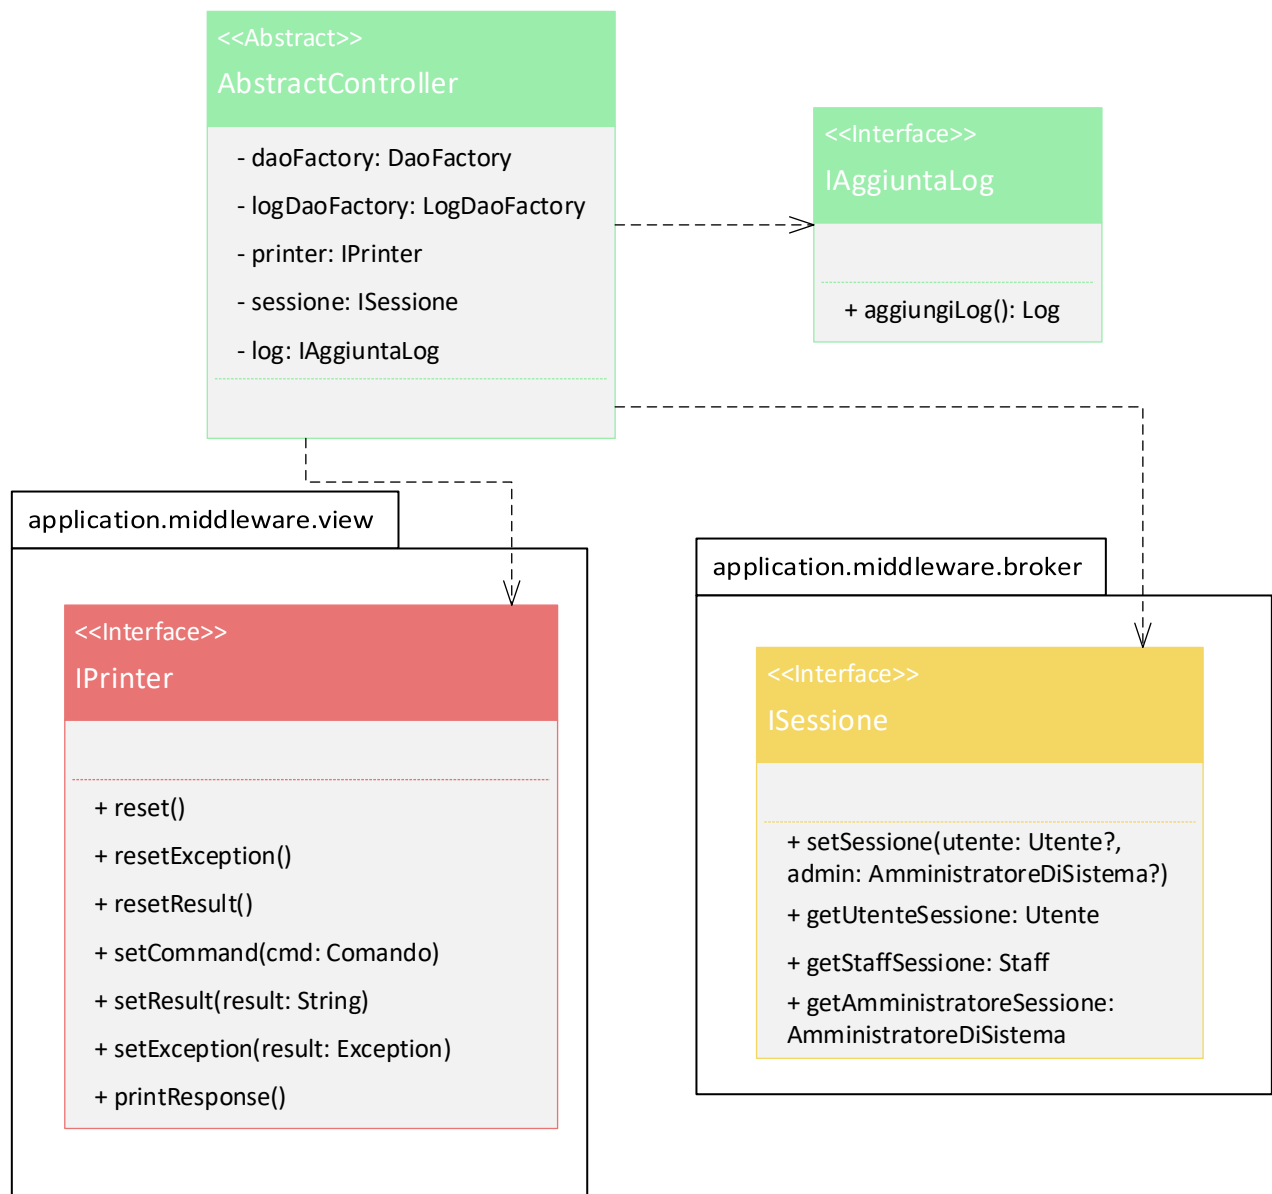 <<Abstract>>
AbstractController
- daoFactory: DaoFactory
- logDaoFactory: LogDaoFactory
- printer: IPrinter
- sessione: ISessione
- log: IAggiuntaLog
<<Interface>>
IAggiuntaLog
+ aggiungiLog(): Log
application.middleware.view
<<Interface>>
IPrinter
+ reset()
+ resetException()
+ resetResult()
+ setCommand(cmd: Comando)
+ setResult(result: String)
+ setException(result: Exception)
+ printResponse()
application.middleware.broker
<<Interface>>
ISessione
+ setSessione(utente: Utente?,
admin: AmministratoreDiSistema?)
+ getUtenteSessione: Utente
+ getStaffSessione: Staff
+ getAmministratoreSessione:
AmministratoreDiSistema